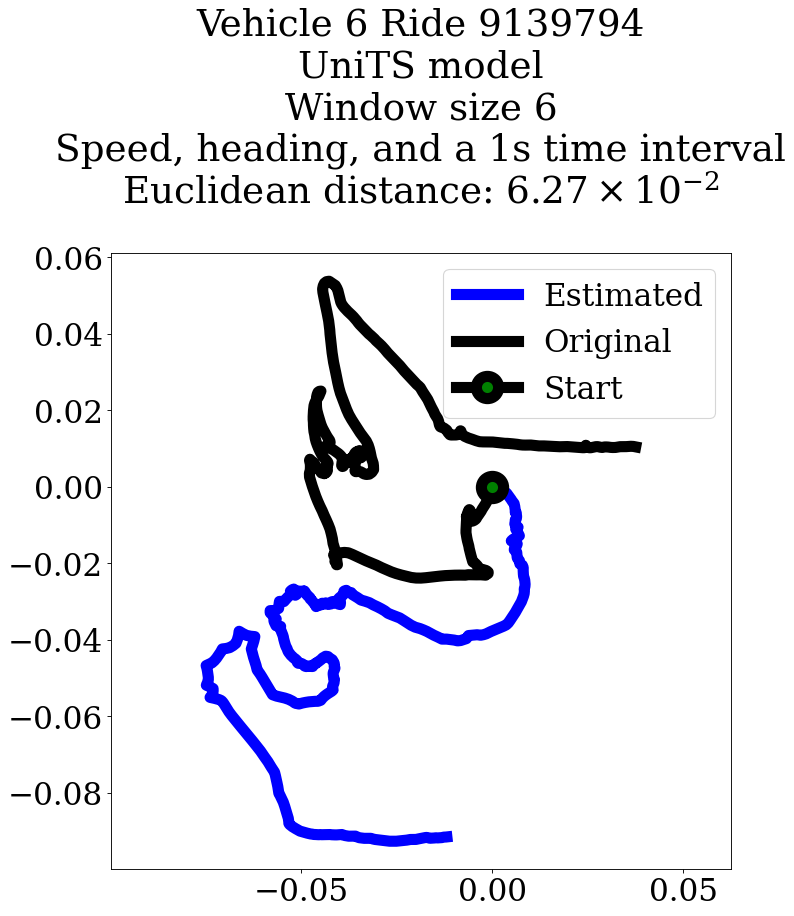 Vehicle 6 Ride 9139794
UniTS model
Window size 6
Speed, heading, and a 1s time interval
Euclidean distance: 6.27 × 10⁻²
0.06
0.04
0.02
0.00
−0.02
−0.04
−0.06
−0.08
Estimated
Original
Start
−0.05
0.00
0.05